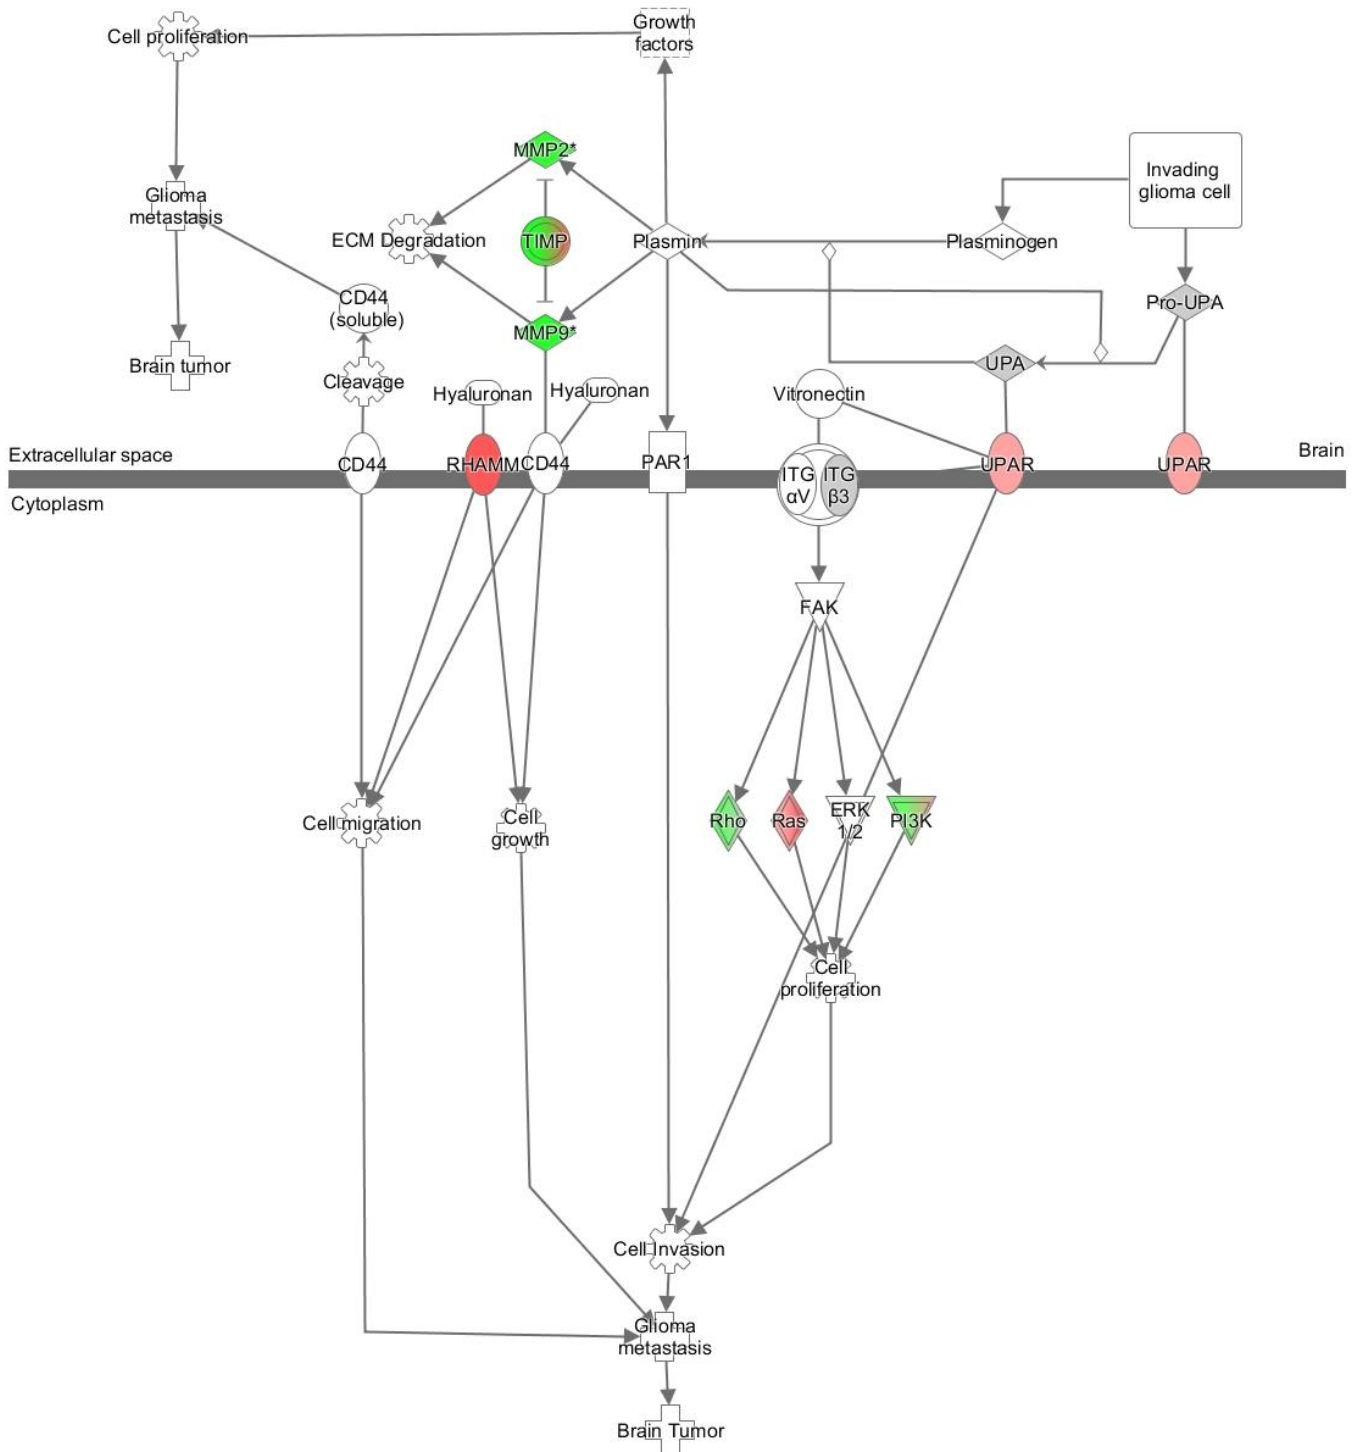 Cell proliferation
Growth
factors
MMP2*
Invading
glioma cell
Glioma
metastasis
ECM Degradation
TIMP
Plasmin
Plasminogen
CD44
(soluble)
Pro-UPA
MMP9*
Brain tumor
Cleavage
UPA
Hyaluronan
Hyaluronan
Vitronectin
Extracellular space
Brain
CD44
RHAMM
CD44
PAR1
ITG
αV
ITG
β3
UPAR
UPAR
Cytoplasm
FAK
Rho
Ras
ERK
1/2
PI3K
Cell migration
Cell
growth
Cell
proliferation
Cell Invasion
Glioma
metastasis
Brain Tumor